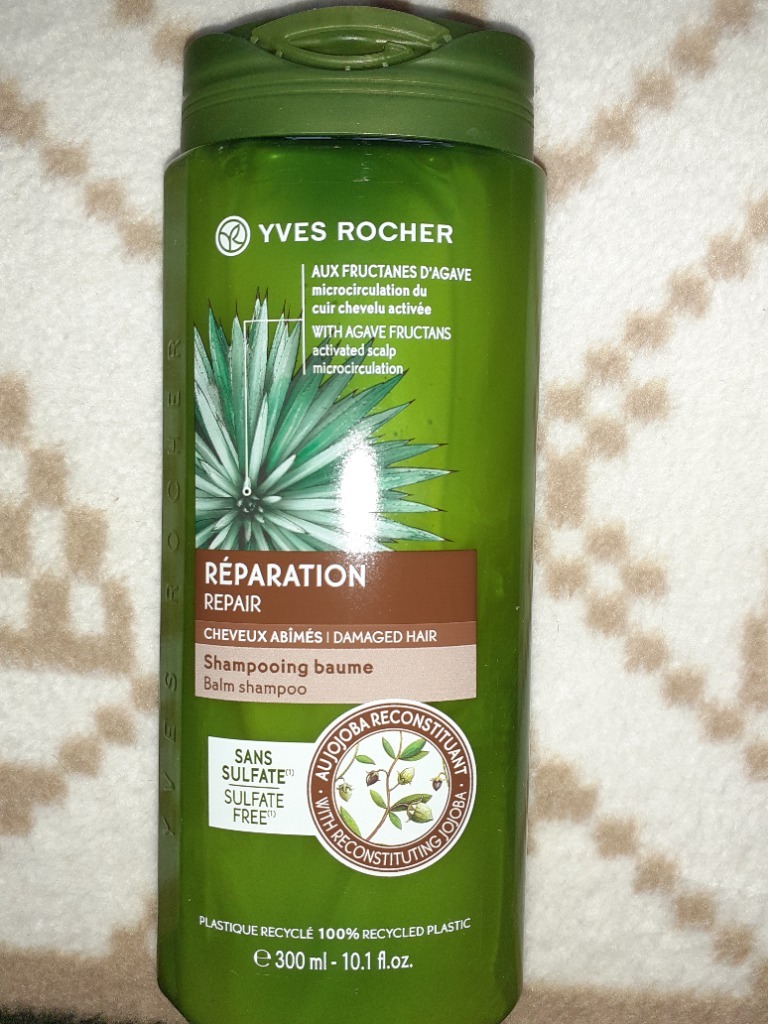 YVES ROCHER
AUX FRUCTANES D'AGAVE
microcirculation du
cuir chevelu activée
WITH AGAVE FRUCTANS
activated scalp
microcirculation
YVES ROCHER
RÉPARATION
REPAIR
CHEVEUX ABÎMÉS | DAMAGED HAIR
Shampooing baume
Balm shampoo
SANS
SULFATE(1)
SULFATE
FREE(1)
• AU JOJOBA RECONSTITUANT •
WITH RECONSTITUTING JOJOBA
PLASTIQUE RECYCLÉ 100% RECYCLED PLASTIC
℮ 300 ml - 10.1 fl.oz.